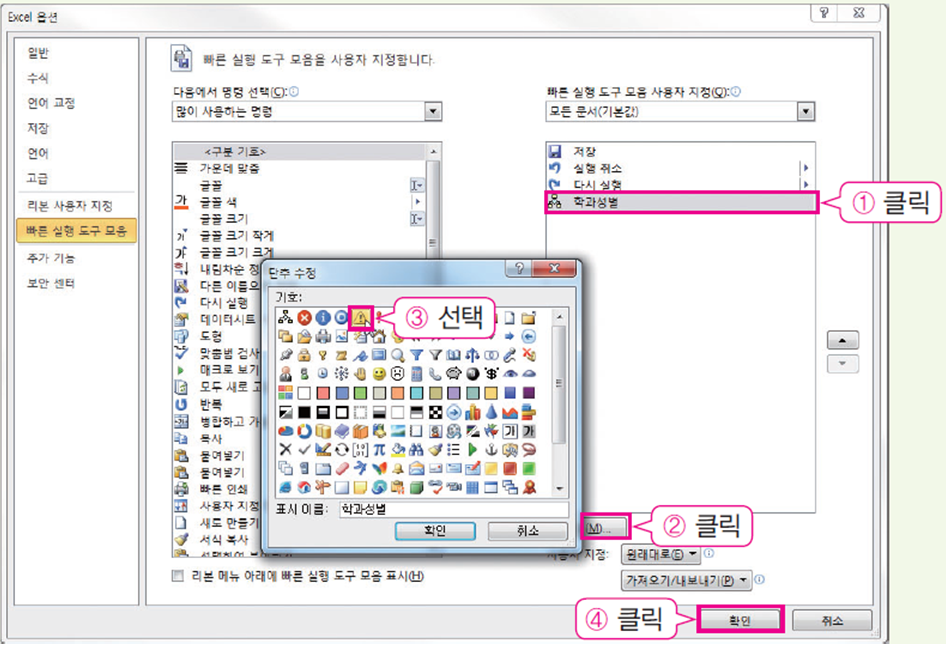 Excel 옵션
일반
수식
언어 교정
저장
언어
고급
리본 사용자 지정
빠른 실행 도구 모음
추가 기능
보안 센터
빠른 실행 도구 모음을 사용자 지정합니다.
다음에서 명령 선택(C):
많이 사용하는 명령
<구분 기호>
가운데 맞춤
글꼴
글꼴 색
글꼴 크기
글꼴 크기 작게
글꼴 크기 크게
내림차순 정
다른 이름으
다시 실행
데이터시트
도형
맞춤법 검사
매크로 보기
모두 새로 고
반복
병합하고 가
복사
붙여넣기
붙여넣기
빠른 인쇄
사용자 지정
새로 만들기
서식 복사
리본 메뉴 아래에 빠른 실행 도구 모음 표시(H)
빠른 실행 도구 모음 사용자 지정(Q):
모든 문서(기본값)
저장
실행 취소
다시 실행
학과성별
① 클릭
단추 수정
기호:
③ 선택
표시 이름: 학과성별
확인 취소
(M)...
② 클릭
사용자 지정: 원래대로(E)
가져오기/내보내기(P)
④ 클릭
확인 취소